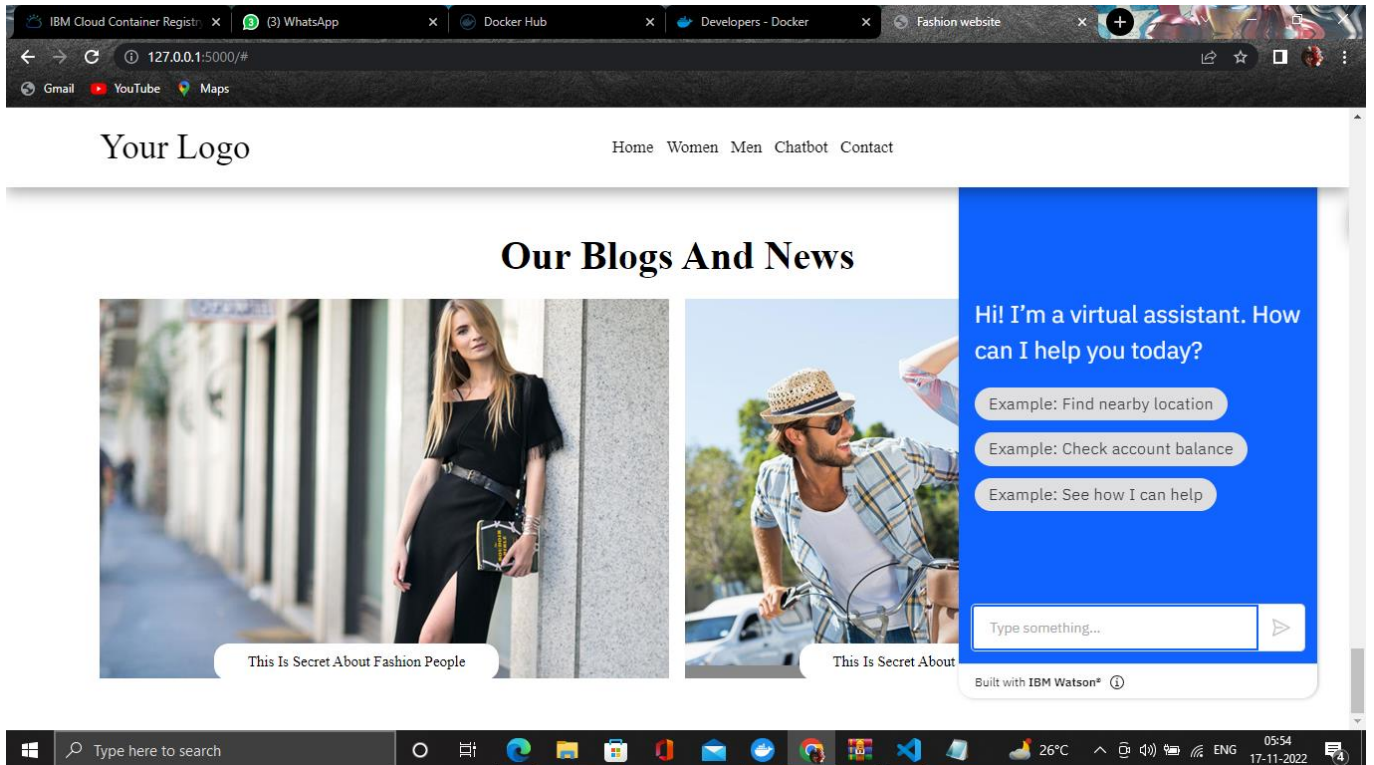 IBM Cloud Container Registr
(3) WhatsApp
Docker Hub
Developers - Docker
Fashion website
127.0.0.1:5000/#
Gmail
YouTube
Maps
Your Logo
Home Women Men Chatbot Contact
Our Blogs And News
Hi! I'm a virtual assistant. How
can I help you today?
Example: Find nearby location
Example: Check account balance
Example: See how I can help
This Is Secret About Fashion People
This Is Secret About
Type something...
Built with IBM Watson®
Type here to search
26°C
ENG
05:54
17-11-2022
4